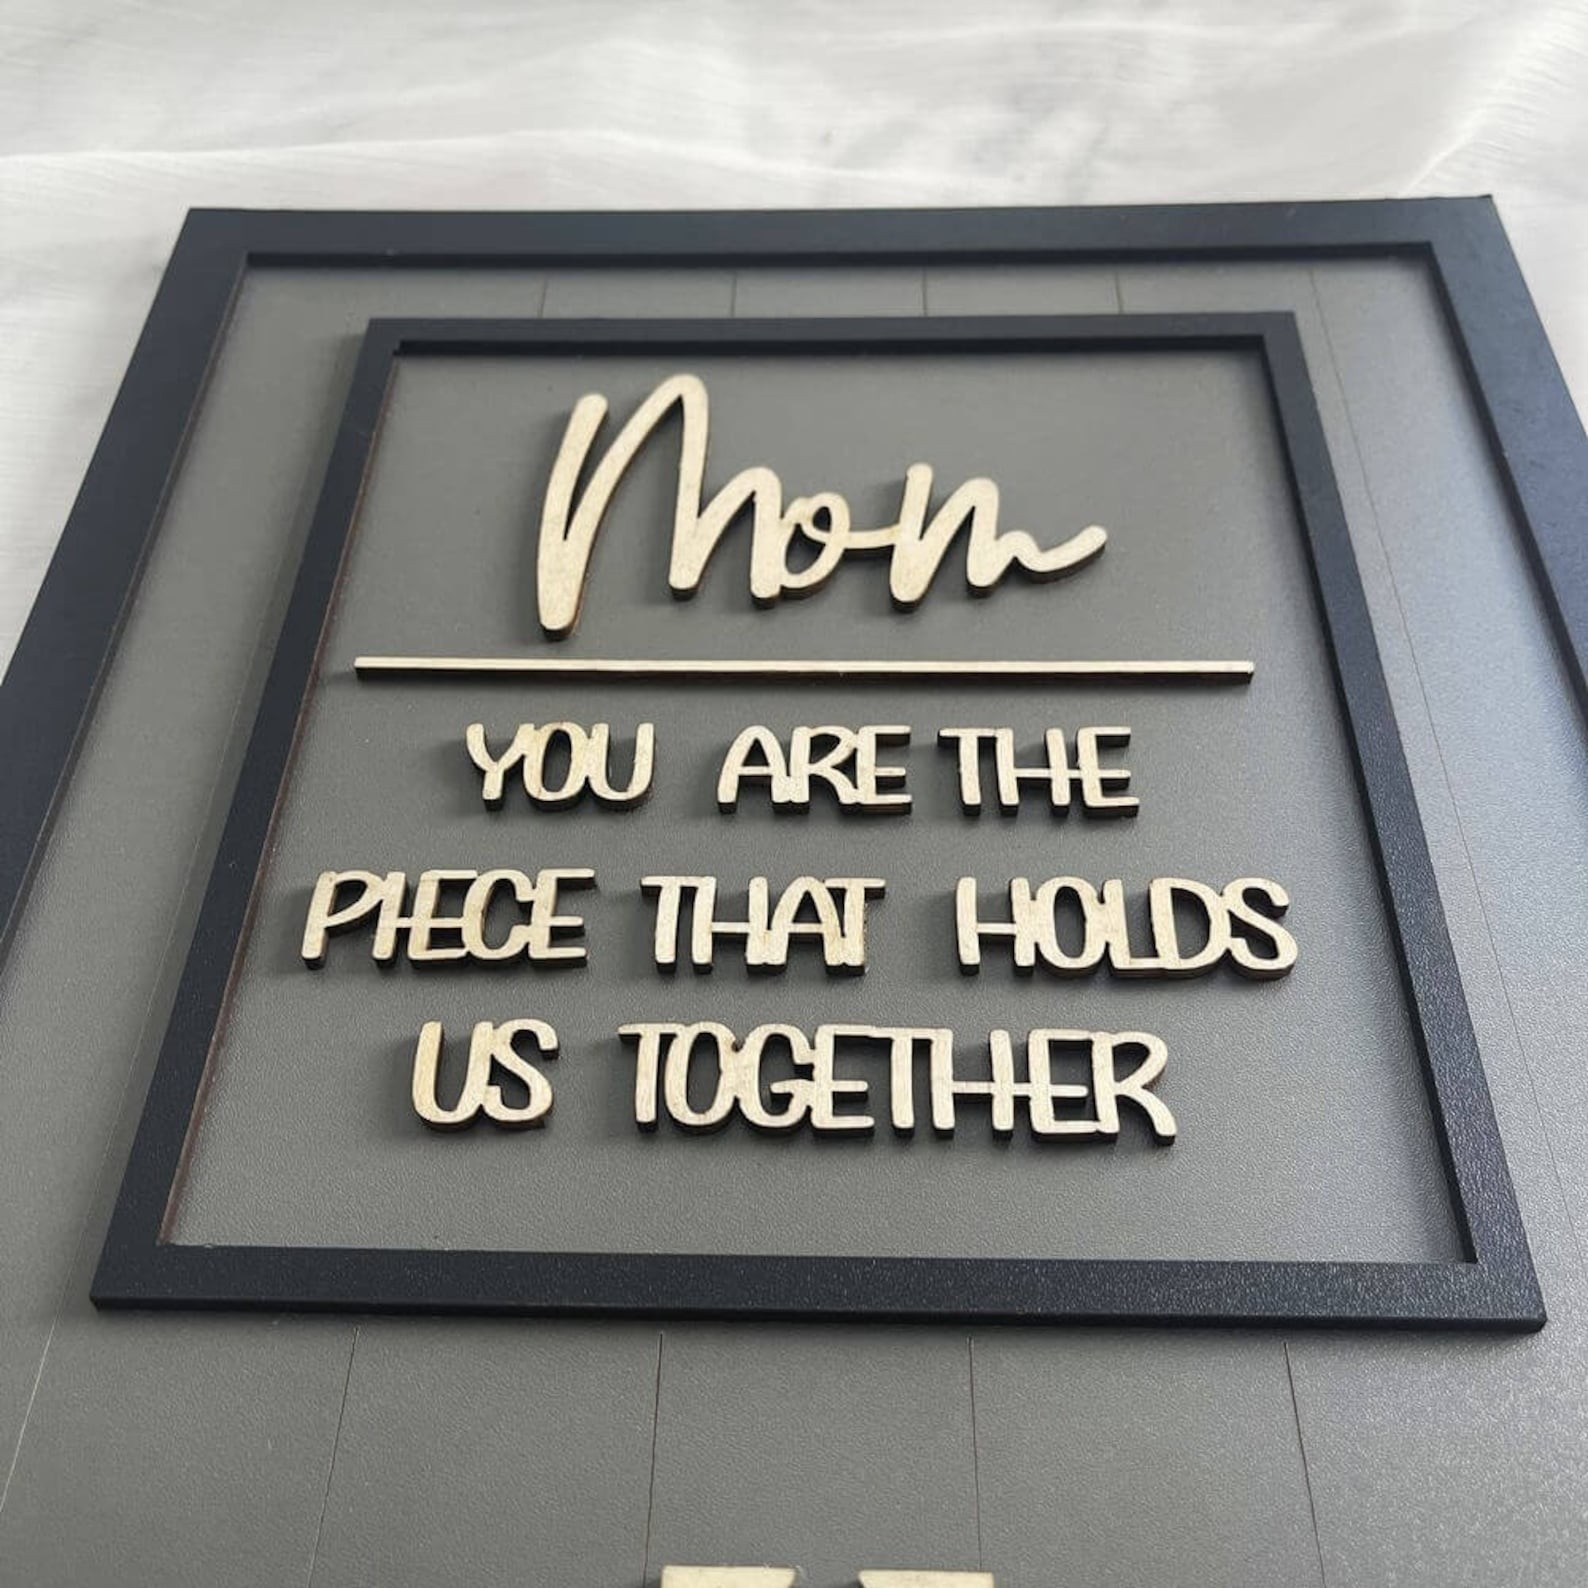 Mom
YOU ARE THE
PIECE THAT HOLDS
US TOGETHER